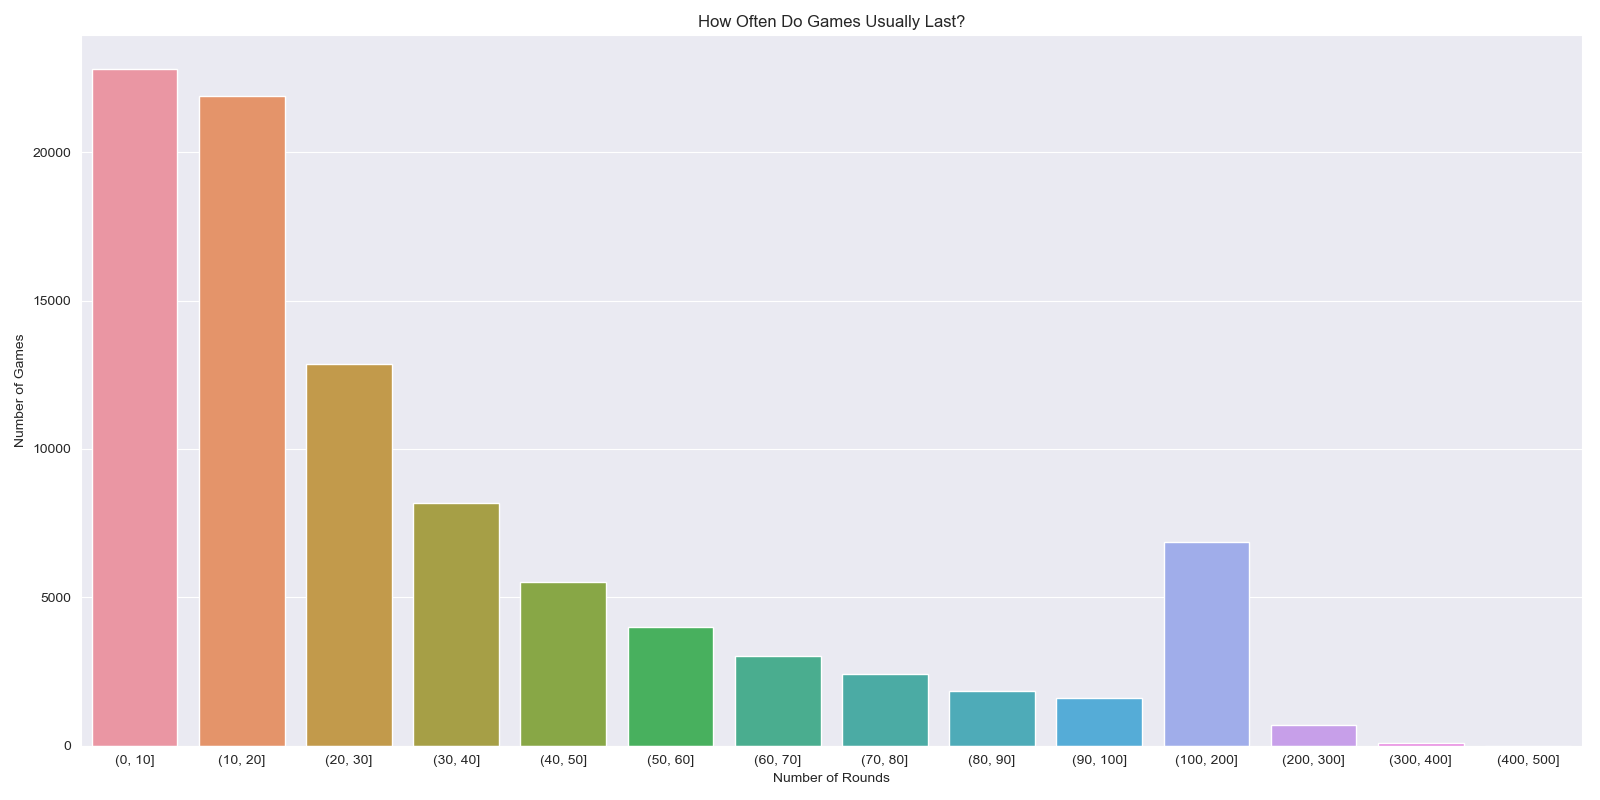 How Often Do Games Usually Last?
Number of Games
20000
15000
10000
5000
0
(0, 10] (10, 20] (20, 30] (30, 40] (40, 50] (50, 60] (60, 70] (70, 80] (80, 90] (90, 100] (100, 200] (200, 300] (300, 400] (400, 500]
Number of Rounds